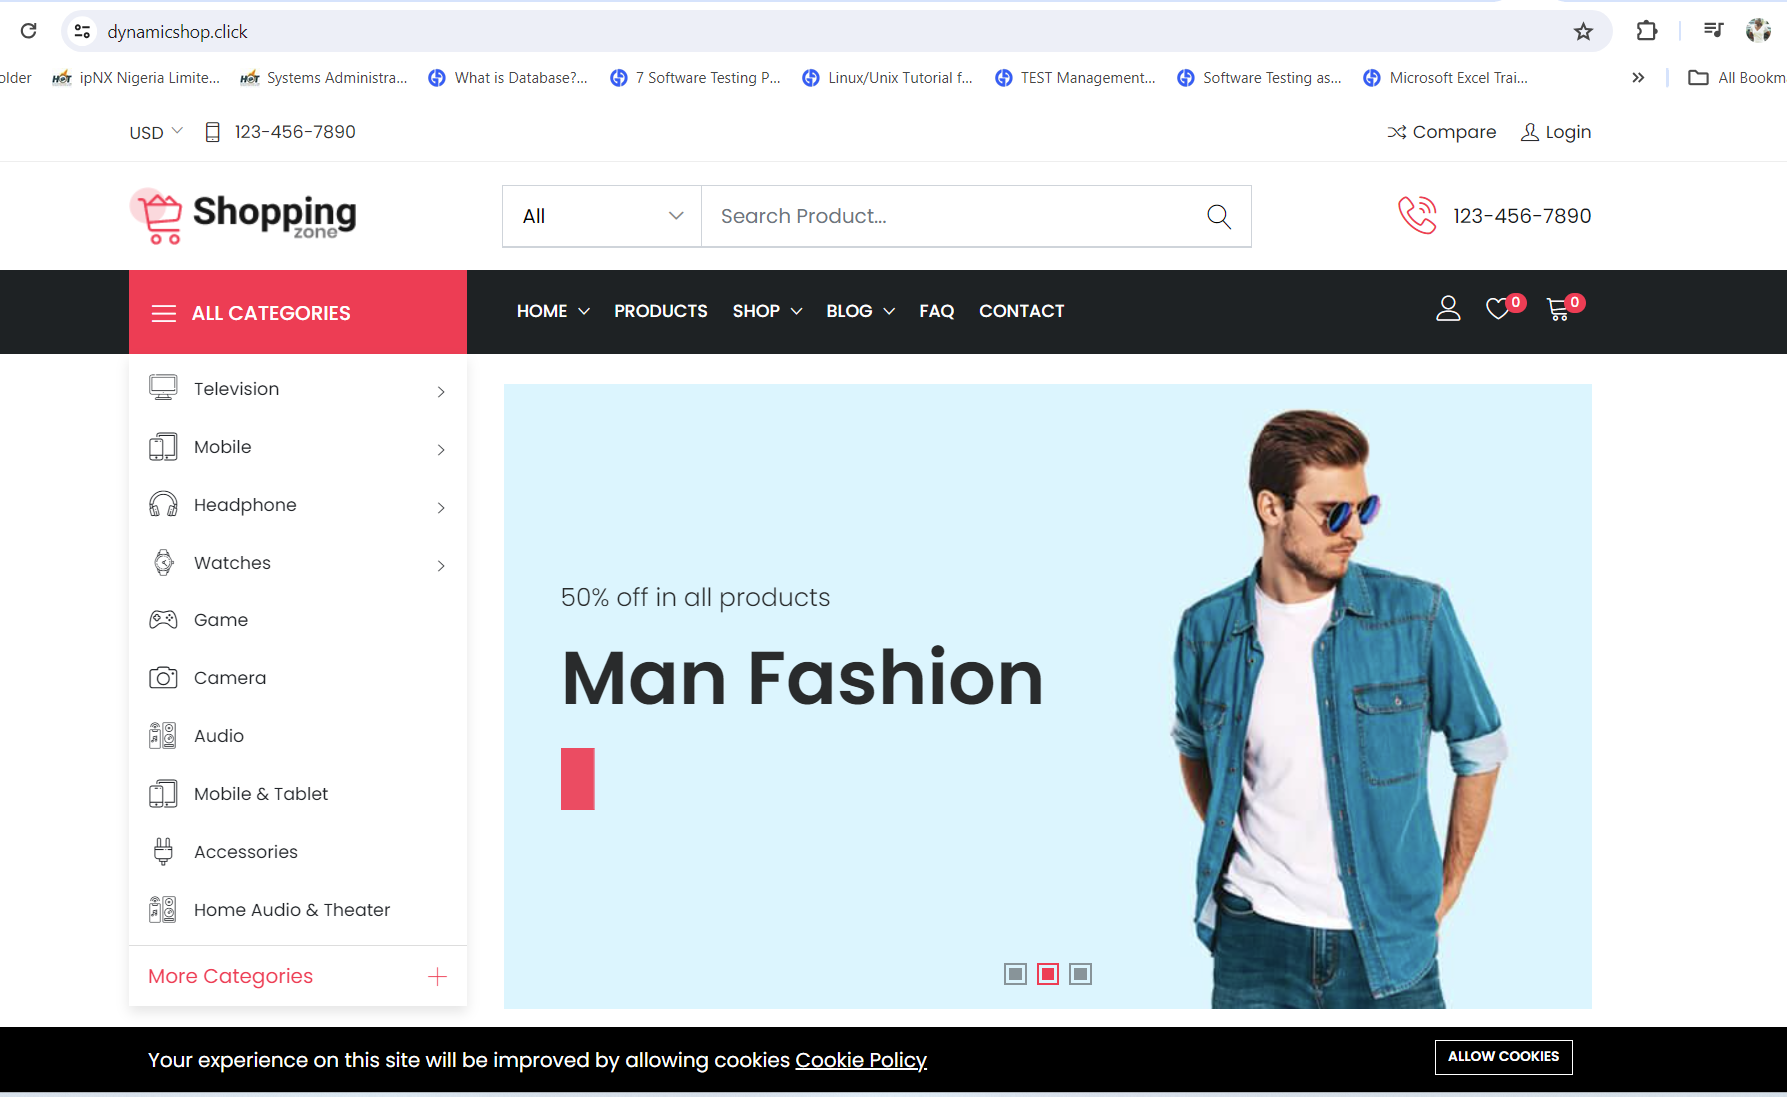 dynamicshop.click
older
ipNX Nigeria Limite...
Systems Administra...
What is Database?...
7 Software Testing P...
Linux/Unix Tutorial f...
TEST Management...
Software Testing as...
Microsoft Excel Trai...
»
All Bookm
USD
123-456-7890
Compare
Login
Shopping
zone
All
Search Product...
123-456-7890
ALL CATEGORIES
HOME
PRODUCTS
SHOP
BLOG
FAQ
CONTACT
0
0
Television
Mobile
Headphone
Watches
Game
Camera
Audio
Mobile & Tablet
Accessories
Home Audio & Theater
More Categories
50% off in all products
Man Fashion
Your experience on this site will be improved by allowing cookies Cookie Policy
ALLOW COOKIES